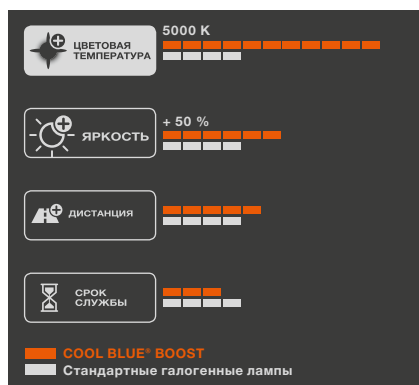 5000 K
ЦВЕТОВАЯ
ТЕМПЕРАТУРА
+ 50 %
ЯРКОСТЬ
ДИСТАНЦИЯ
СРОК
СЛУЖБЫ
COOL BLUE® BOOST
Стандартные галогенные лампы